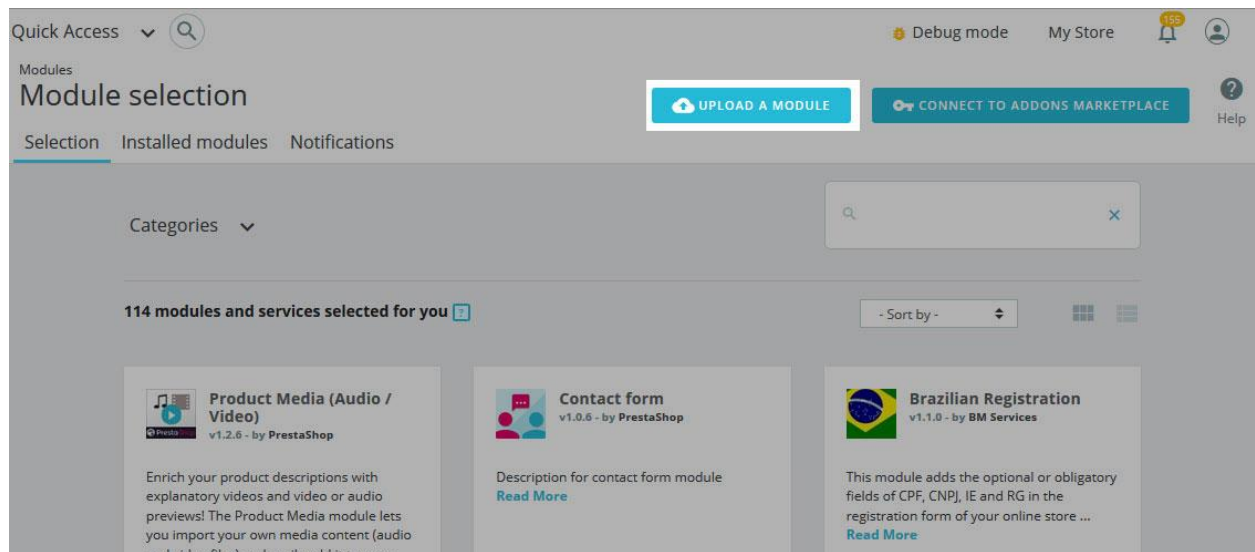 Quick Access
Debug mode
My Store
155
Modules
Module selection
UPLOAD A MODULE
CONNECT TO ADDONS MARKETPLACE
Help
Selection Installed modules Notifications
Categories
114 modules and services selected for you ?
- Sort by -
Product Media (Audio /
Video)
v1.2.6 - by PrestaShop
Enrich your product descriptions with
explanatory videos and video or audio
previews! The Product Media module lets
you import your own media content (audio
Contact form
v1.0.6 - by PrestaShop
Description for contact form module
Read More
Brazilian Registration
v1.1.0 - by BM Services
This module adds the optional or obligatory
fields of CPF, CNPJ, IE and RG in the
registration form of your online store ...
Read More